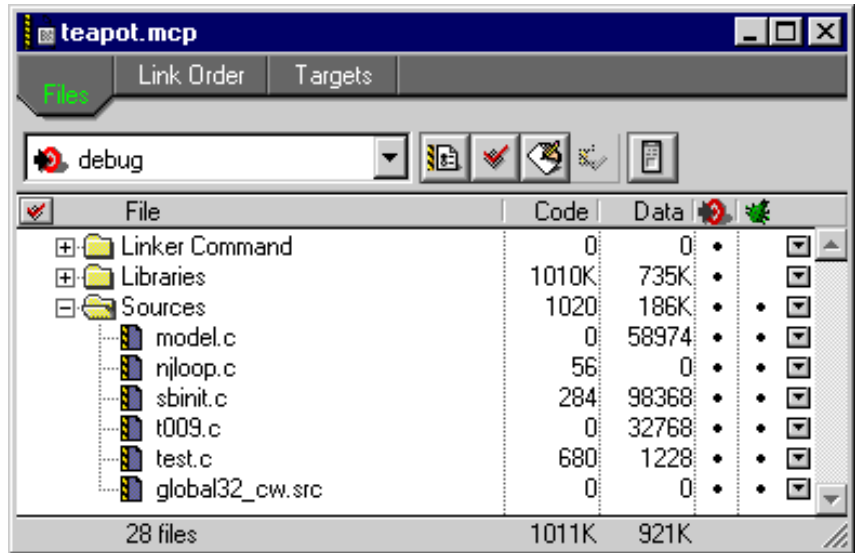 teapot.mcp
Files Link Order Targets
debug
File Code Data
Linker Command 0 0
Libraries 1010K 735K
Sources 1020 186K
model.c 0 58974
njloop.c 56 0
sbinit.c 284 98368
t009.c 0 32768
test.c 680 1228
global32_cw.src 0 0
28 files 1011K 921K